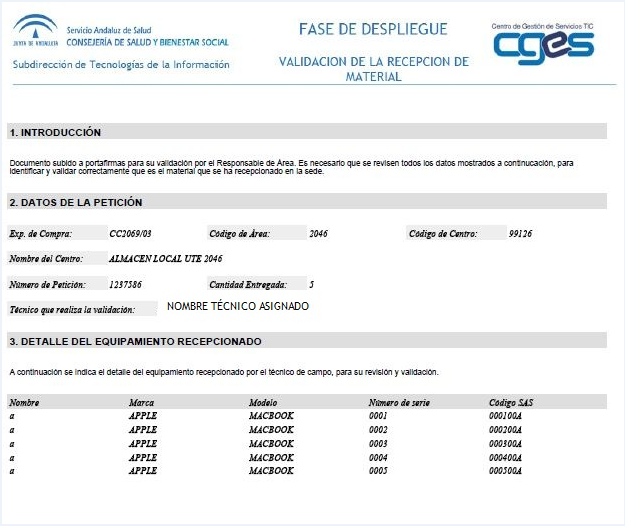 JUNTA DE ANDALUCIA
Servicio Andaluz de Salud
CONSEJERÍA DE SALUD Y BIENESTAR SOCIAL
Subdirección de Tecnologías de la Información
FASE DE DESPLIEGUE
VALIDACION DE LA RECEPCION DE
MATERIAL
Centro de Gestión de Servicios TIC
cges
1. INTRODUCCIÓN
Documento subido a portafirmas para su validación por el Responsable de Área. Es necesario que se revisen todos los datos mostrados a continucación, para
identificar y validar correctamente que es el material que se ha recepcionado en la sede.
2. DATOS DE LA PETICIÓN
Exp. de Compra: CC2069/03 Código de Área: 2046 Código de Centro: 99126
Nombre del Centro: ALMACEN LOCAL UTE 2046
Número de Petición: 1237586 Cantidad Entregada: 5
Técnico que realiza la validación: NOMBRE TÉCNICO ASIGNADO
3. DETALLE DEL EQUIPAMIENTO RECEPCIONADO
A continuación se indica el detalle del equipamiento recepcionado por el técnico de campo, para su revisión y validación.
Nombre Marca Modelo Número de serie Código SAS
a APPLE MACBOOK 0001 000100A
a APPLE MACBOOK 0002 000200A
a APPLE MACBOOK 0003 000300A
a APPLE MACBOOK 0004 000400A
a APPLE MACBOOK 0005 000500A